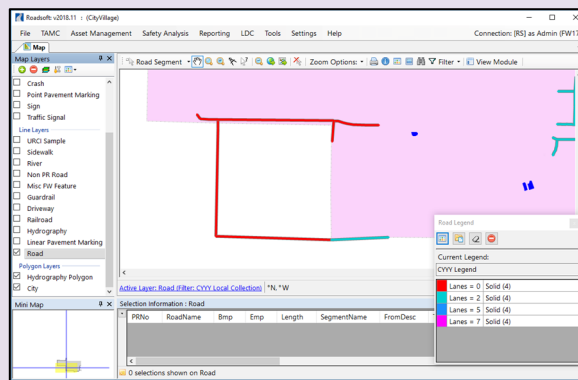 Roadsoft: v2018.11 : (CityVillage)
File TAMC Asset Management Safety Analysis Reporting LDC Tools Settings Help Connection: [RS] as Admin (FW17
Map
Map Layers
Road Segment Zoom Options: Filter View Module
Crash
Point Pavement Marking
Sign
Traffic Signal
Line Layers
URCI Sample
Sidewalk
River
Non PR Road
Misc FW Feature
Guardrail
Driveway
Railroad
Hydrography
Linear Pavement Marking
Road
Polygon Layers
Hydrography Polygon
City
Road Legend
Current Legend:
CYYY Legend
Lanes = 0 Solid (4)
Lanes = 2 Solid (4)
Lanes = 5 Solid (4)
Lanes = 7 Solid (4)
Active Layer: Road (Filter: CYYY Local Collection) °N, °W
Mini Map
Selection Information : Road
PRNo RoadName Bmp Emp Length SegmentName FromDesc
0 selections shown on Road